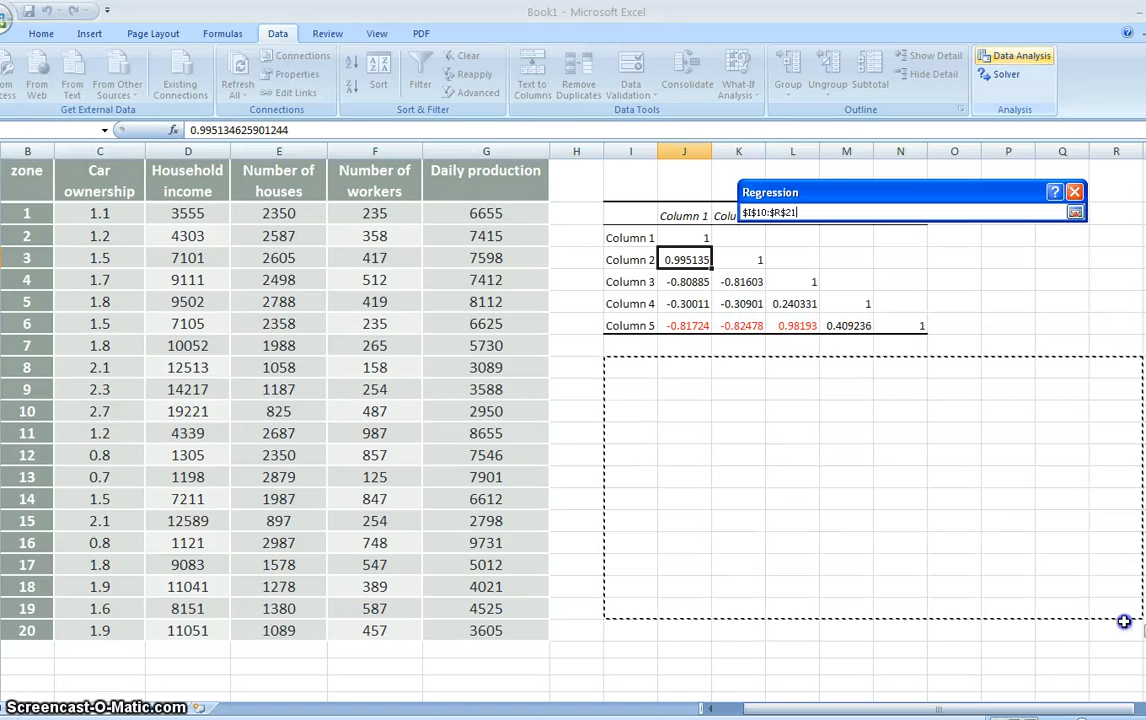 Book1 - Microsoft Excel
Home Insert Page Layout Formulas Data Review View PDF
From Web
From Text
From Other Sources
Existing Connections
Refresh All
Connections
Properties
Edit Links
Sort
Filter
Clear
Reapply
Advanced
Text to Columns
Remove Duplicates
Data Validation
Consolidate
What-If Analysis
Group
Ungroup
Subtotal
Show Detail
Hide Detail
Data Analysis
Solver
Get External Data Connections Sort & Filter Data Tools Outline Analysis
fx 0.995134625901244
B C D E F G H I J K L M N O P Q R
zone Car ownership Household income Number of houses Number of workers Daily production
1 1.1 3555 2350 235 6655
2 1.2 4303 2587 358 7415
3 1.5 7101 2605 417 7598
4 1.7 9111 2498 512 7412
5 1.8 9502 2788 419 8112
6 1.5 7105 2358 235 6625
7 1.8 10052 1988 265 5730
8 2.1 12513 1058 158 3089
9 2.3 14217 1187 254 3588
10 2.7 19221 825 487 2950
11 1.2 4339 2687 987 8655
12 0.8 1305 2350 857 7546
13 0.7 1198 2879 125 7901
14 1.5 7211 1987 847 6612
15 2.1 12589 897 254 2798
16 0.8 1121 2987 748 9731
17 1.8 9083 1578 547 5012
18 1.9 11041 1278 389 4021
19 1.6 8151 1380 587 4525
20 1.9 11051 1089 457 3605
Regression ?
$I$10:$R$21
Column 1
Column 1 1
Column 2 0.995135 1
Column 3 -0.80885 -0.81603 1
Column 4 -0.30011 -0.30901 0.240331 1
Column 5 -0.81724 -0.82478 0.98193 0.409236 1
Screencast-O-Matic.com